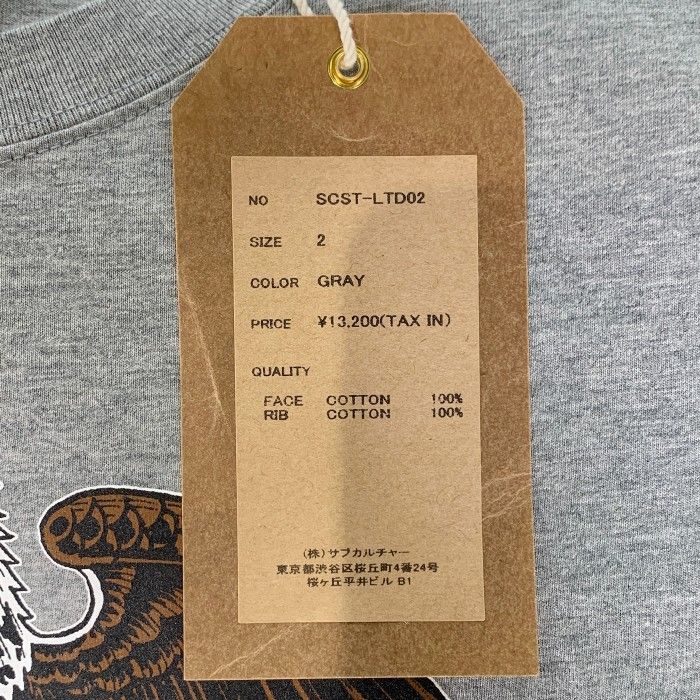 NO SCST-LTD02
SIZE 2
COLOR GRAY
PRICE ¥13,200(TAX IN)
QUALITY
FACE COTTON 100%
RIB COTTON 100%
(株)サブカルチャー
東京都渋谷区桜丘町4番24号
桜ヶ丘平井ビル B1